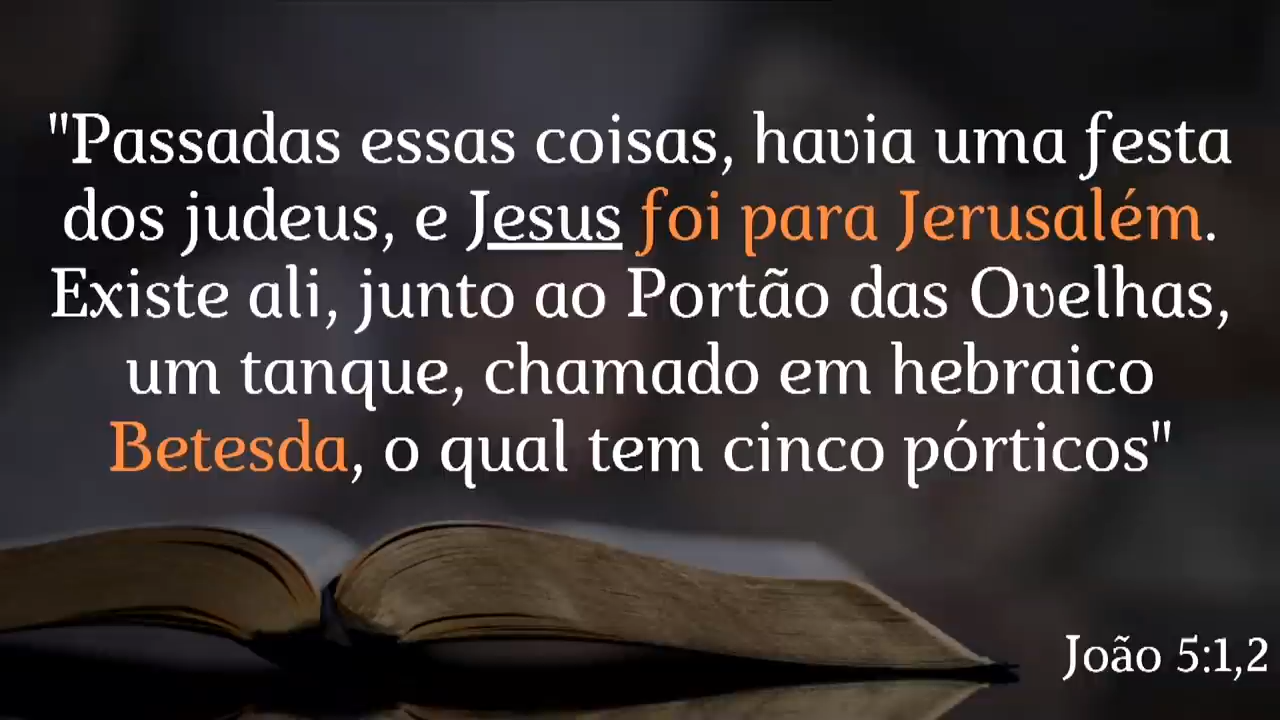 "Passadas essas coisas, havia uma festa
dos judeus, e Jesus foi para Jerusalém.
Existe ali, junto ao Portão das Ovelhas,
um tanque, chamado em hebraico
Betesda, o qual tem cinco pórticos"
João 5:1,2